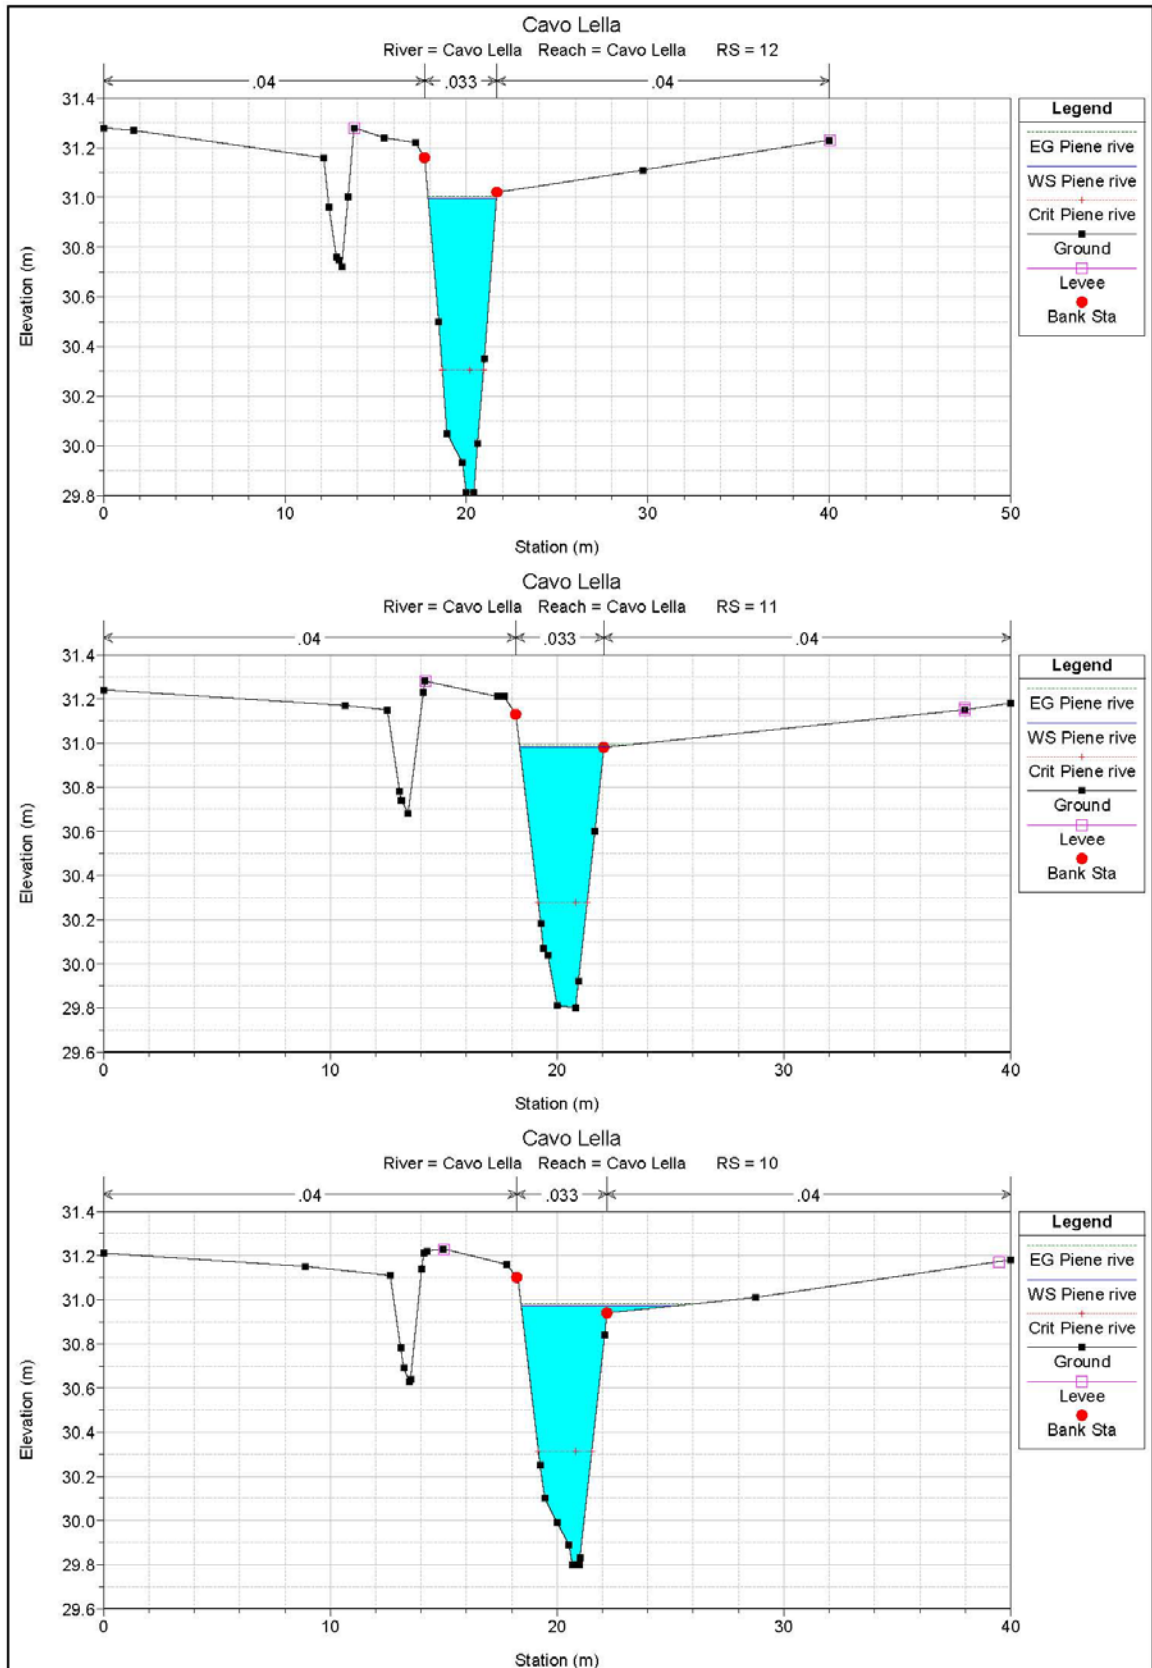 Cavo Lella
River = Cavo Lella Reach = Cavo Lella RS = 12
.04 .033 .04
31.4
31.2
31.0
30.8
30.6
30.4
30.2
30.0
29.8
Elevation (m)
0 10 20 30 40 50
Station (m)
Legend
EG Piene rive
WS Piene rive
Crit Piene rive
Ground
Levee
Bank Sta
Cavo Lella
River = Cavo Lella Reach = Cavo Lella RS = 11
.04 .033 .04
31.4
31.2
31.0
30.8
30.6
30.4
30.2
30.0
29.8
29.6
Elevation (m)
0 10 20 30 40
Station (m)
Legend
EG Piene rive
WS Piene rive
Crit Piene rive
Ground
Levee
Bank Sta
Cavo Lella
River = Cavo Lella Reach = Cavo Lella RS = 10
.04 .033 .04
31.4
31.2
31.0
30.8
30.6
30.4
30.2
30.0
29.8
29.6
Elevation (m)
0 10 20 30 40
Station (m)
Legend
EG Piene rive
WS Piene rive
Crit Piene rive
Ground
Levee
Bank Sta